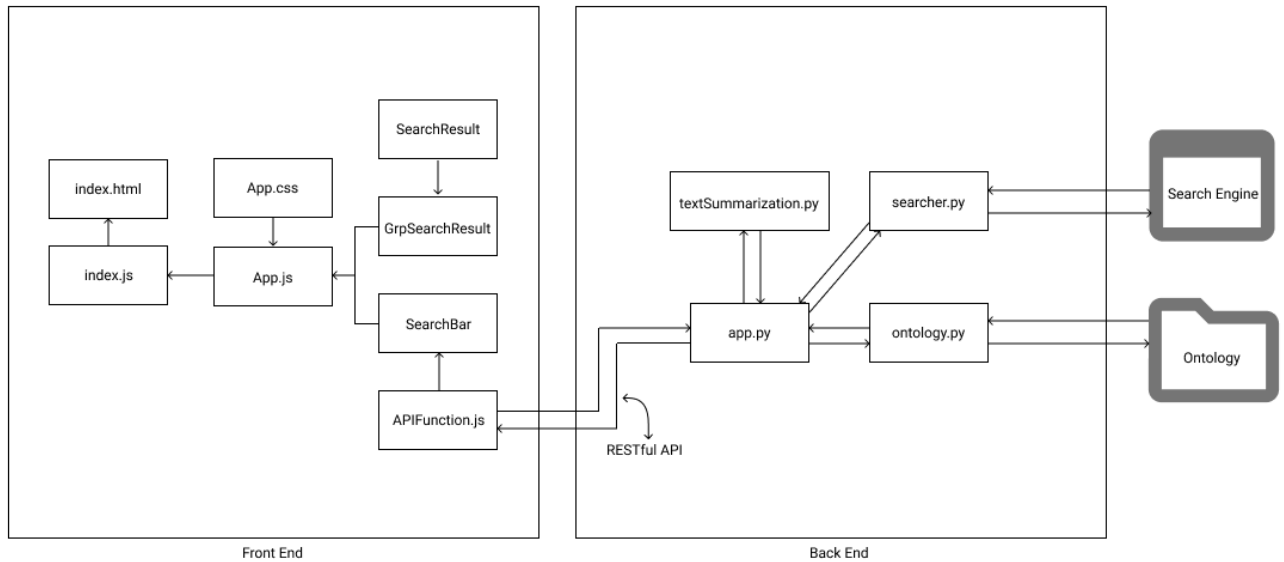 SearchResult
index.html
App.css
GrpSearchResult
index.js
App.js
SearchBar
APIFunction.js
Front End
textSummarization.py
searcher.py
app.py
ontology.py
RESTful API
Back End
Search Engine
Ontology